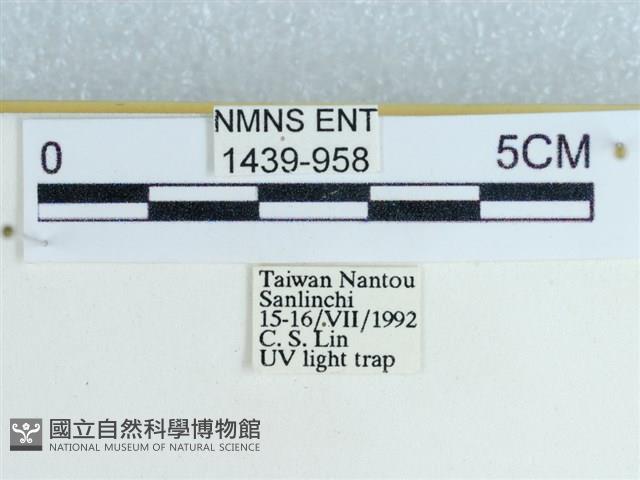 NMNS ENT
1439-958
0
5CM
Taiwan Nantou
Sanlinchi
15-16/VII/1992
C. S. Lin
UV light trap
國立自然科學博物館
NATIONAL MUSEUM OF NATURAL SCIENCE